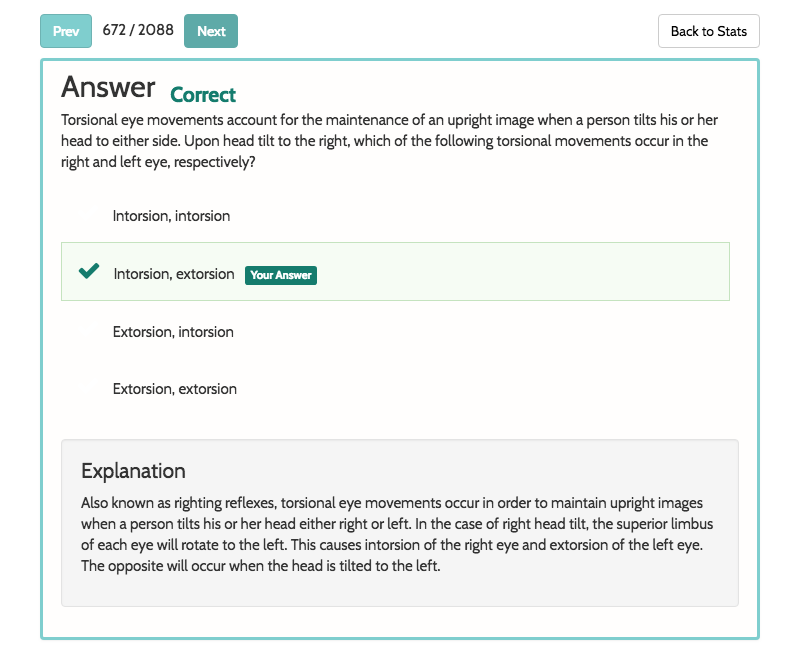 Prev 672 / 2088 Next Back to Stats
Answer Correct
Torsional eye movements account for the maintenance of an upright image when a person tilts his or her
head to either side. Upon head tilt to the right, which of the following torsional movements occur in the
right and left eye, respectively?
Intorsion, intorsion
Intorsion, extorsion Your Answer
Extorsion, intorsion
Extorsion, extorsion
Explanation
Also known as righting reflexes, torsional eye movements occur in order to maintain upright images
when a person tilts his or her head either right or left. In the case of right head tilt, the superior limbus
of each eye will rotate to the left. This causes intorsion of the right eye and extorsion of the left eye.
The opposite will occur when the head is tilted to the left.